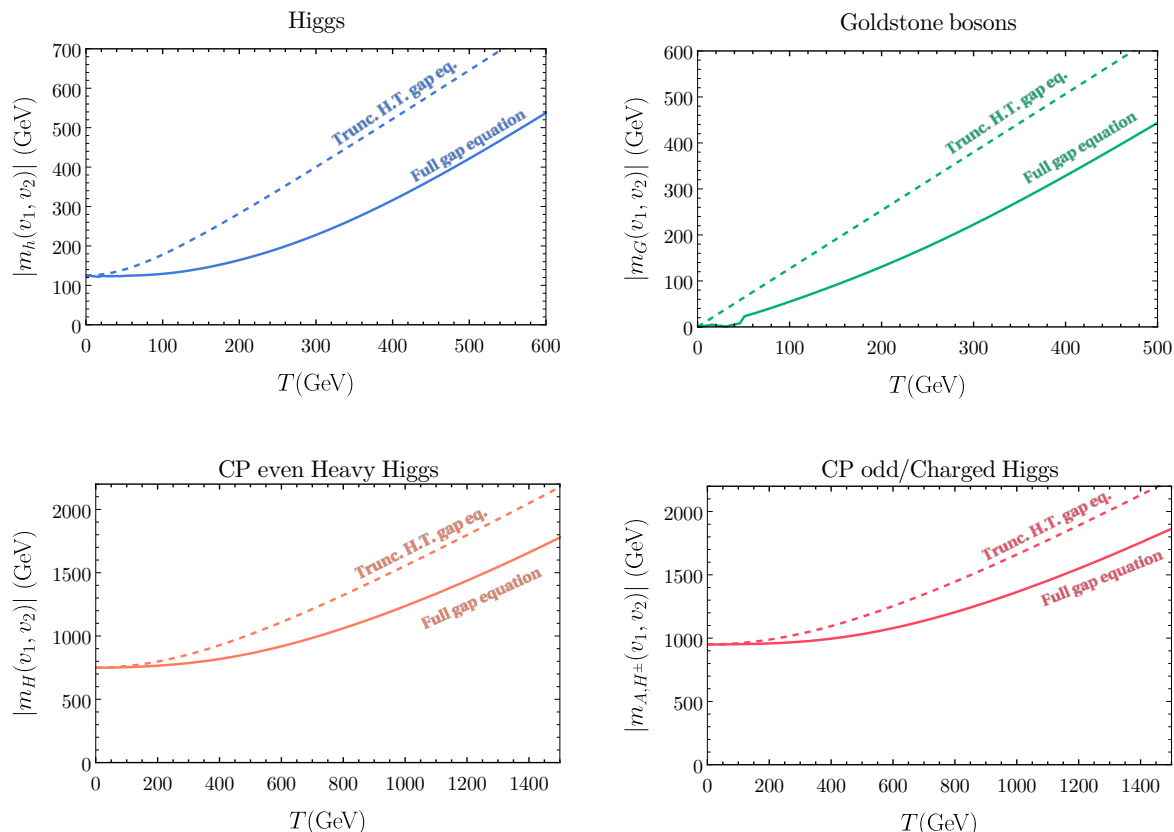 Higgs
|m_h(v_1, v_2)| (GeV)
700
600
500
400
300
200
100
0
Trunc. H.T. gap eq.
Full gap equation
0 100 200 300 400 500 600
T(GeV)
Goldstone bosons
|m_G(v_1, v_2)| (GeV)
600
500
400
300
200
100
0
Trunc. H.T. gap eq.
Full gap equation
0 100 200 300 400 500
T(GeV)
CP even Heavy Higgs
|m_H(v_1, v_2)| (GeV)
2000
1500
1000
500
0
Trunc. H.T. gap eq.
Full gap equation
0 200 400 600 800 1000 1200 1400
T(GeV)
CP odd/Charged Higgs
|m_{A,H^±}(v_1, v_2)| (GeV)
2000
1500
1000
500
0
Trunc. H.T. gap eq.
Full gap equation
0 200 400 600 800 1000 1200 1400
T(GeV)